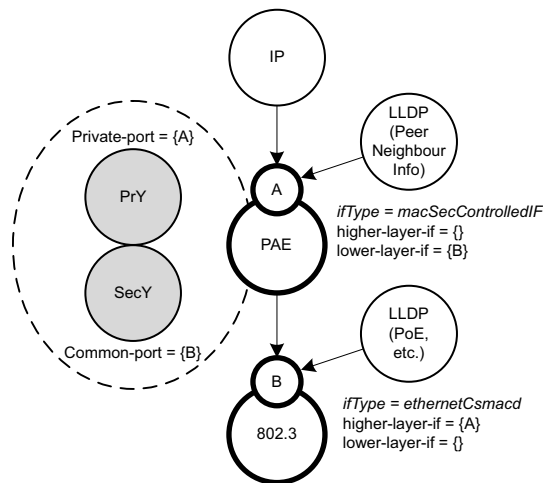 IP
LLDP
(Peer
Neighbour
Info)
Private-port = {A}
A
PrY
ifType = macSecControlledIF
higher-layer-if = {}
lower-layer-if = {B}
PAE
SecY
LLDP
(PoE,
etc.)
Common-port = {B}
B
ifType = ethernetCsmacd
higher-layer-if = {A}
lower-layer-if = {}
802.3